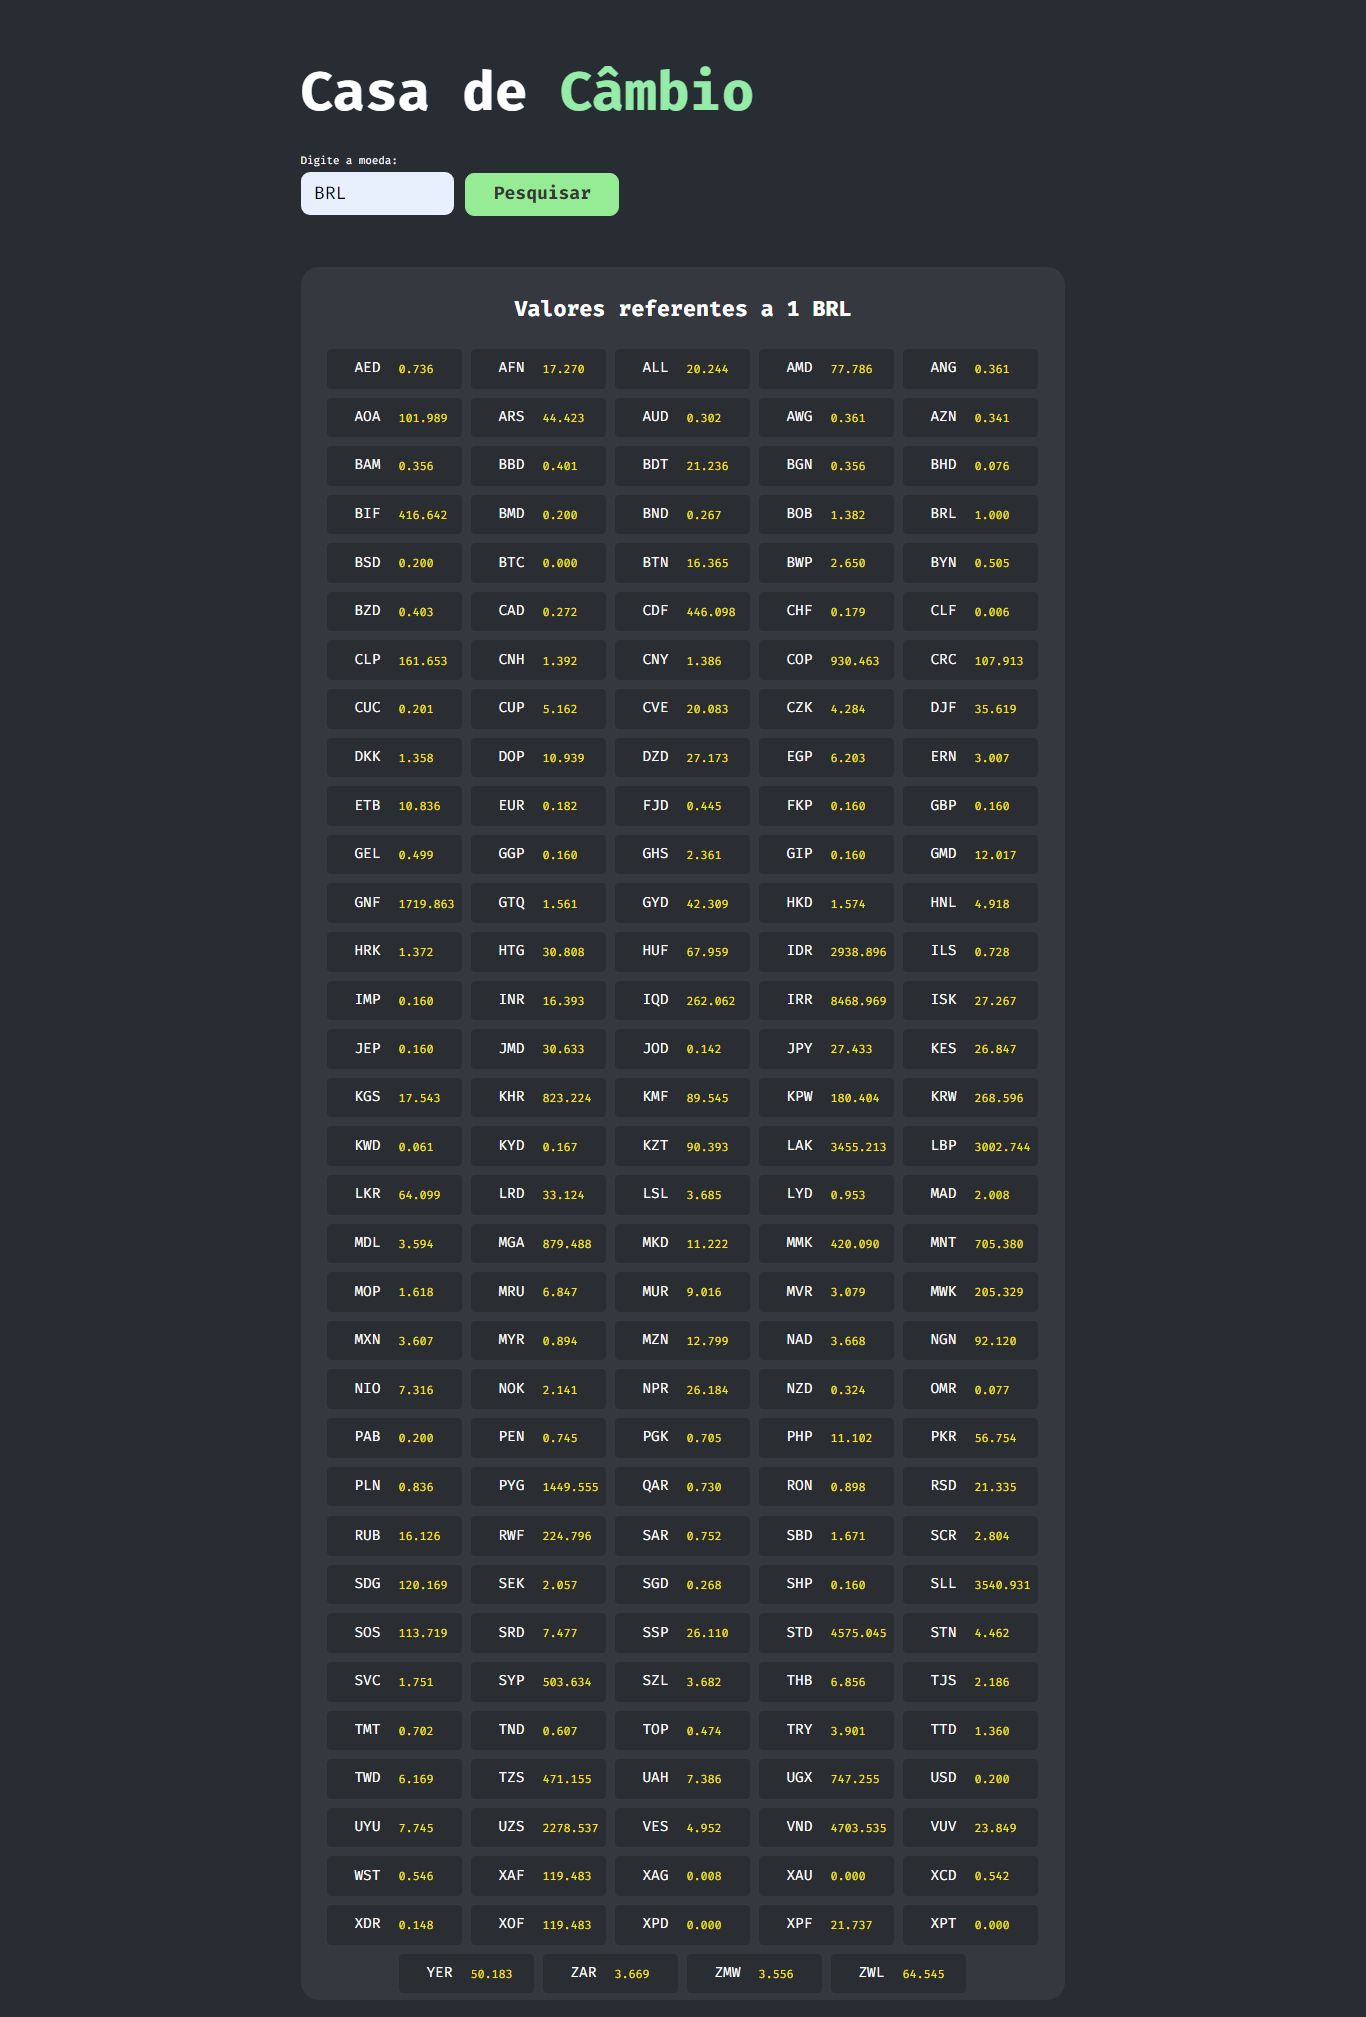 Casa de Câmbio
Digite a moeda:
BRL Pesquisar
Valores referentes a 1 BRL
AED 0.736 AFN 17.270 ALL 20.244 AMD 77.786 ANG 0.361
AOA 101.989 ARS 44.423 AUD 0.302 AWG 0.361 AZN 0.341
BAM 0.356 BBD 0.401 BDT 21.236 BGN 0.356 BHD 0.076
BIF 416.642 BMD 0.200 BND 0.267 BOB 1.382 BRL 1.000
BSD 0.200 BTC 0.000 BTN 16.365 BWP 2.650 BYN 0.505
BZD 0.403 CAD 0.272 CDF 446.098 CHF 0.179 CLF 0.006
CLP 161.653 CNH 1.392 CNY 1.386 COP 930.463 CRC 107.913
CUC 0.201 CUP 5.162 CVE 20.083 CZK 4.284 DJF 35.619
DKK 1.358 DOP 10.939 DZD 27.173 EGP 6.203 ERN 3.007
ETB 10.836 EUR 0.182 FJD 0.445 FKP 0.160 GBP 0.160
GEL 0.499 GGP 0.160 GHS 2.361 GIP 0.160 GMD 12.017
GNF 1719.863 GTQ 1.561 GYD 42.309 HKD 1.574 HNL 4.918
HRK 1.372 HTG 30.808 HUF 67.959 IDR 2938.896 ILS 0.728
IMP 0.160 INR 16.393 IQD 262.062 IRR 8468.969 ISK 27.267
JEP 0.160 JMD 30.633 JOD 0.142 JPY 27.433 KES 26.847
KGS 17.543 KHR 823.224 KMF 89.545 KPW 180.404 KRW 268.596
KWD 0.061 KYD 0.167 KZT 90.393 LAK 3455.213 LBP 3002.744
LKR 64.099 LRD 33.124 LSL 3.685 LYD 0.953 MAD 2.008
MDL 3.594 MGA 879.488 MKD 11.222 MMK 420.090 MNT 705.380
MOP 1.618 MRU 6.847 MUR 9.016 MVR 3.079 MWK 205.329
MXN 3.607 MYR 0.894 MZN 12.799 NAD 3.668 NGN 92.120
NIO 7.316 NOK 2.141 NPR 26.184 NZD 0.324 OMR 0.077
PAB 0.200 PEN 0.745 PGK 0.705 PHP 11.102 PKR 56.754
PLN 0.836 PYG 1449.555 QAR 0.730 RON 0.898 RSD 21.335
RUB 16.126 RWF 224.796 SAR 0.752 SBD 1.671 SCR 2.804
SDG 120.169 SEK 2.057 SGD 0.268 SHP 0.160 SLL 3540.931
SOS 113.719 SRD 7.477 SSP 26.110 STD 4575.045 STN 4.462
SVC 1.751 SYP 503.634 SZL 3.682 THB 6.856 TJS 2.186
TMT 0.702 TND 0.607 TOP 0.474 TRY 3.901 TTD 1.360
TWD 6.169 TZS 471.155 UAH 7.386 UGX 747.255 USD 0.200
UYU 7.745 UZS 2278.537 VES 4.952 VND 4703.535 VUV 23.849
WST 0.546 XAF 119.483 XAG 0.008 XAU 0.000 XCD 0.542
XDR 0.148 XOF 119.483 XPD 0.000 XPF 21.737 XPT 0.000
YER 50.183 ZAR 3.669 ZMW 3.556 ZWL 64.545